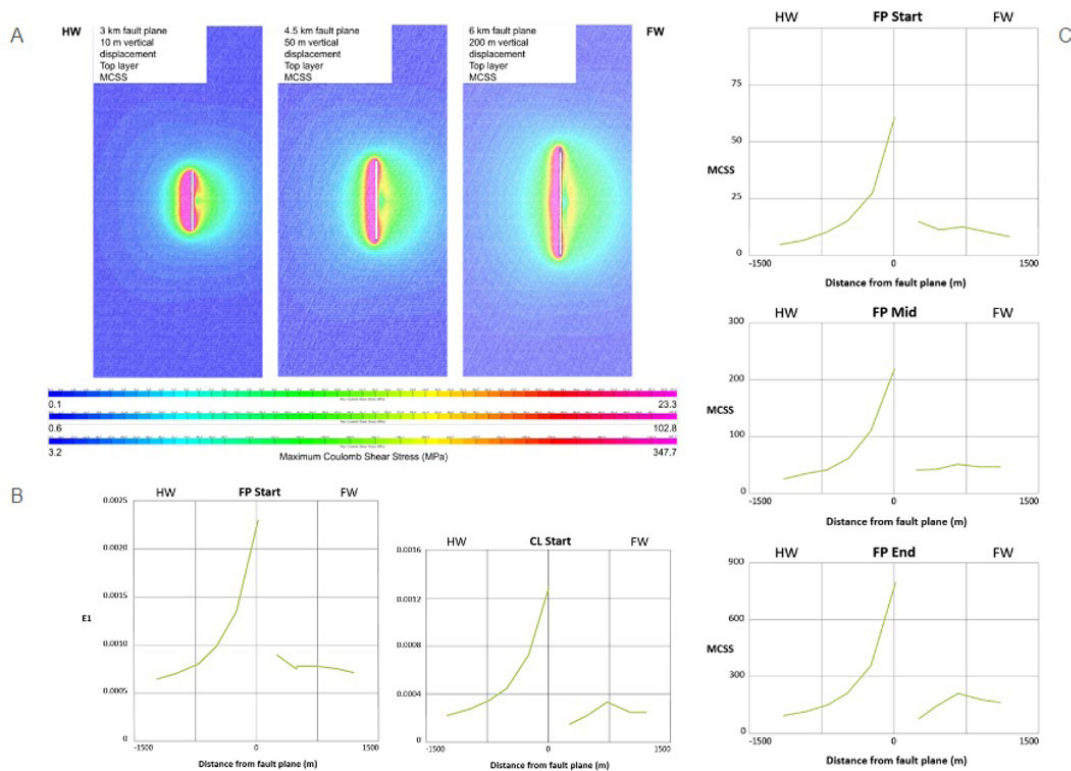 A
HW
3 km fault plane
10 m vertical
displacement
Top layer
MCSS
4.5 km fault plane
50 m vertical
displacement
Top layer
MCSS
6 km fault plane
200 m vertical
displacement
Top layer
MCSS
FW
0.1
23.3
0.6
102.8
3.2
Maximum Coulomb Shear Stress (MPa)
347.7
B
HW
FP Start
FW
0.0025
0.0020
0.0015
E1
0.0010
0.0005
0
-1500
0
1500
Distance from fault plane (m)
HW
CL Start
FW
0.0016
0.0012
0.0008
0.0004
0
-1500
0
1500
Distance from fault plane (m)
C
HW
FP Start
FW
75
50
MCSS
25
0
-1500
0
1500
Distance from fault plane (m)
HW
FP Mid
FW
300
200
MCSS
100
0
-1500
0
1500
Distance from fault plane (m)
HW
FP End
FW
900
600
MCSS
300
0
-1500
0
1500
Distance from fault plane (m)